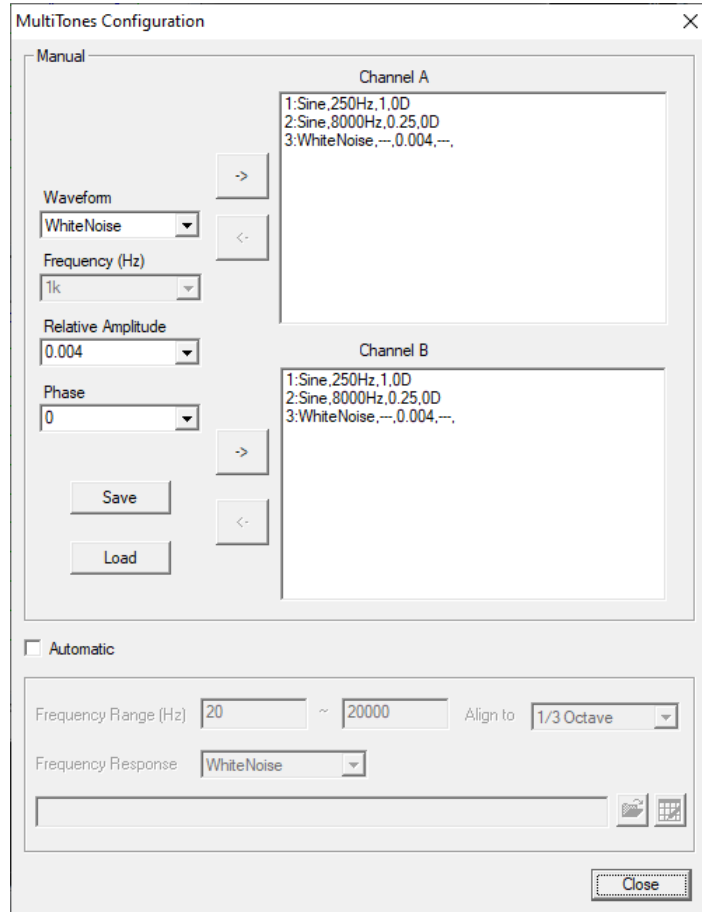 MultiTones Configuration
Manual
Channel A
1:Sine,250Hz,1,0D
2:Sine,8000Hz,0.25,0D
3:WhiteNoise,---,0.004,---,
->
<-
Waveform
WhiteNoise
Frequency (Hz)
1k
Relative Amplitude
0.004
Phase
0
Channel B
1:Sine,250Hz,1,0D
2:Sine,8000Hz,0.25,0D
3:WhiteNoise,---,0.004,---,
->
<-
Save
Load
Automatic
Frequency Range (Hz) 20 ~ 20000 Align to 1/3 Octave
Frequency Response WhiteNoise
Close